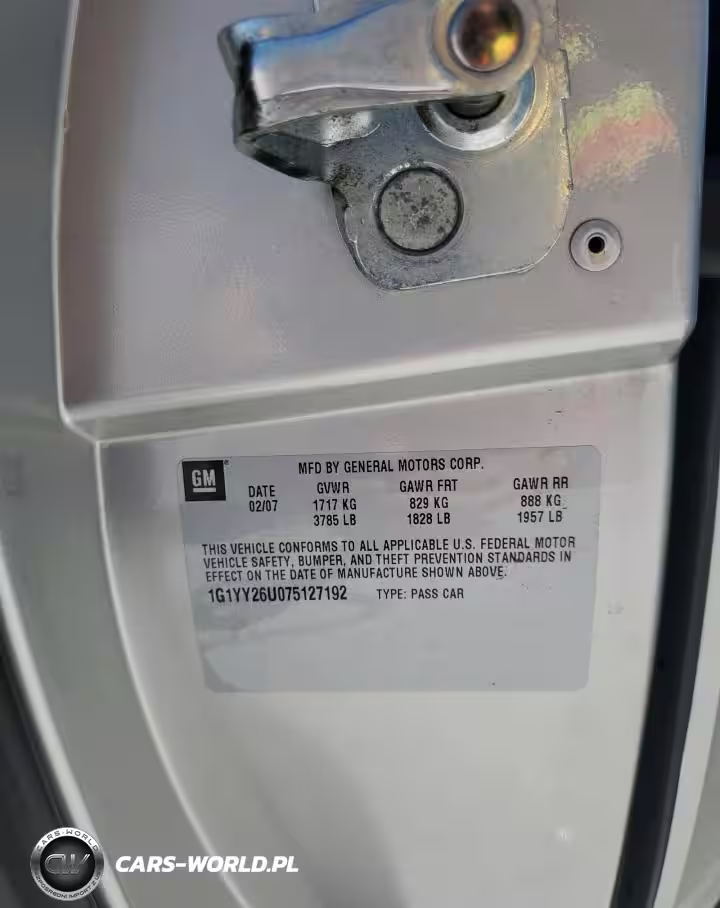 GM
MFD BY GENERAL MOTORS CORP.
DATE GVWR GAWR FRT GAWR RR
02/07 1717 KG 829 KG 888 KG
3785 LB 1828 LB 1957 LB
THIS VEHICLE CONFORMS TO ALL APPLICABLE U.S. FEDERAL MOTOR
VEHICLE SAFETY, BUMPER, AND THEFT PREVENTION STANDARDS IN
EFFECT ON THE DATE OF MANUFACTURE SHOWN ABOVE.
1G1YY26U075127192 TYPE: PASS CAR
CARS-WORLD
CW
CARS-WORLD.PL